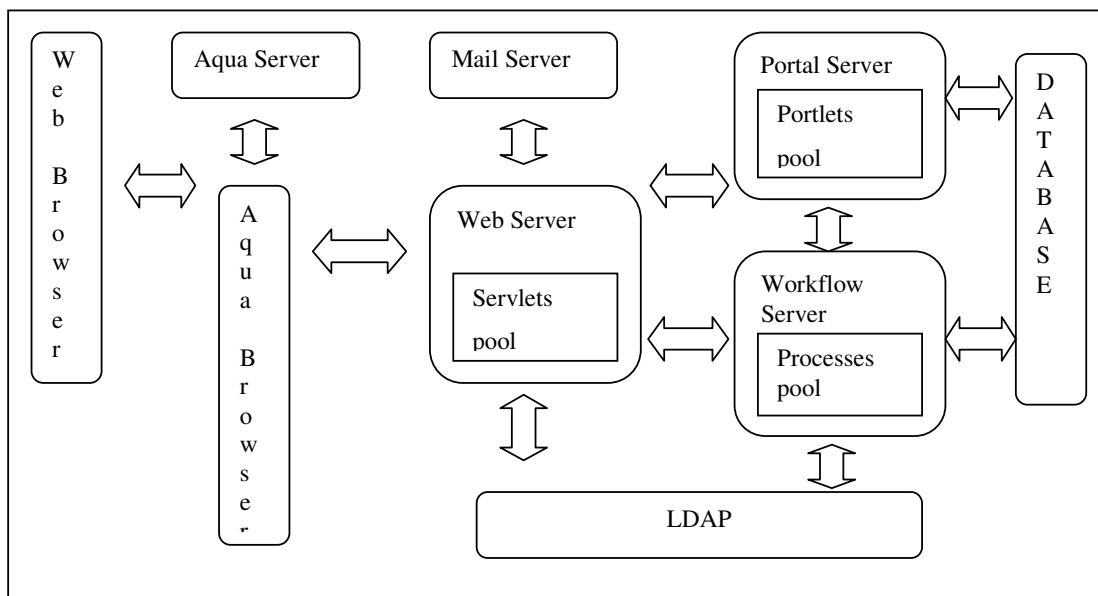 Web Browser
Aqua Server
Aqua Browser
Mail Server
Web Server
Servlets
pool
Portal Server
Portlets
pool
Workflow
Server
Processes
pool
DATABASE
LDAP